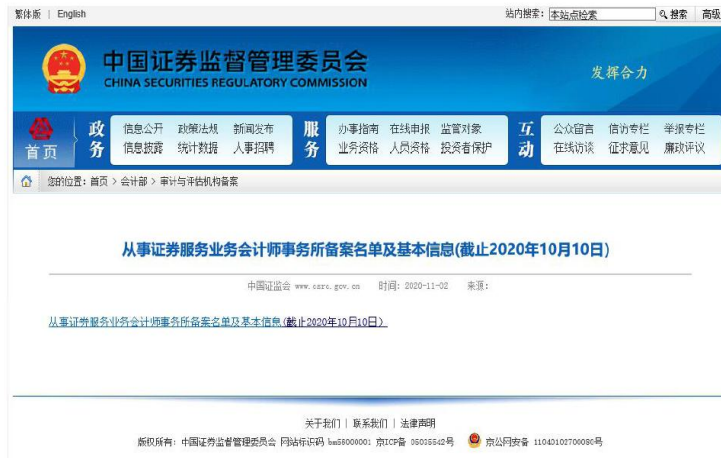 繁体版 | English 站内搜索: 本站点检索 搜索 高级
中国证券监督管理委员会
CHINA SECURITIES REGULATORY COMMISSION
发挥合力
首页
政务
信息公开 政策法规 新闻发布
信息披露 统计数据 人事招聘
服务
办事指南 在线申报 监管对象
业务资格 人员资格 投资者保护
互动
公众留言 信访专栏 举报专栏
在线访谈 征求意见 廉政评议
您的位置: 首页 > 会计部 > 审计与评估机构备案
从事证券服务业务会计师事务所备案名单及基本信息(截止2020年10月10日)
中国证监会 www.csrc.gov.cn 时间: 2020-11-02 来源:
从事证券服务业务会计师事务所备案名单及基本信息(截止2020年10月10日)
关于我们 | 联系我们 | 法律声明
版权所有: 中国证券监督管理委员会 网站标识码 bm56000001 京ICP备 05035542号 京公网安备 11040102700080号